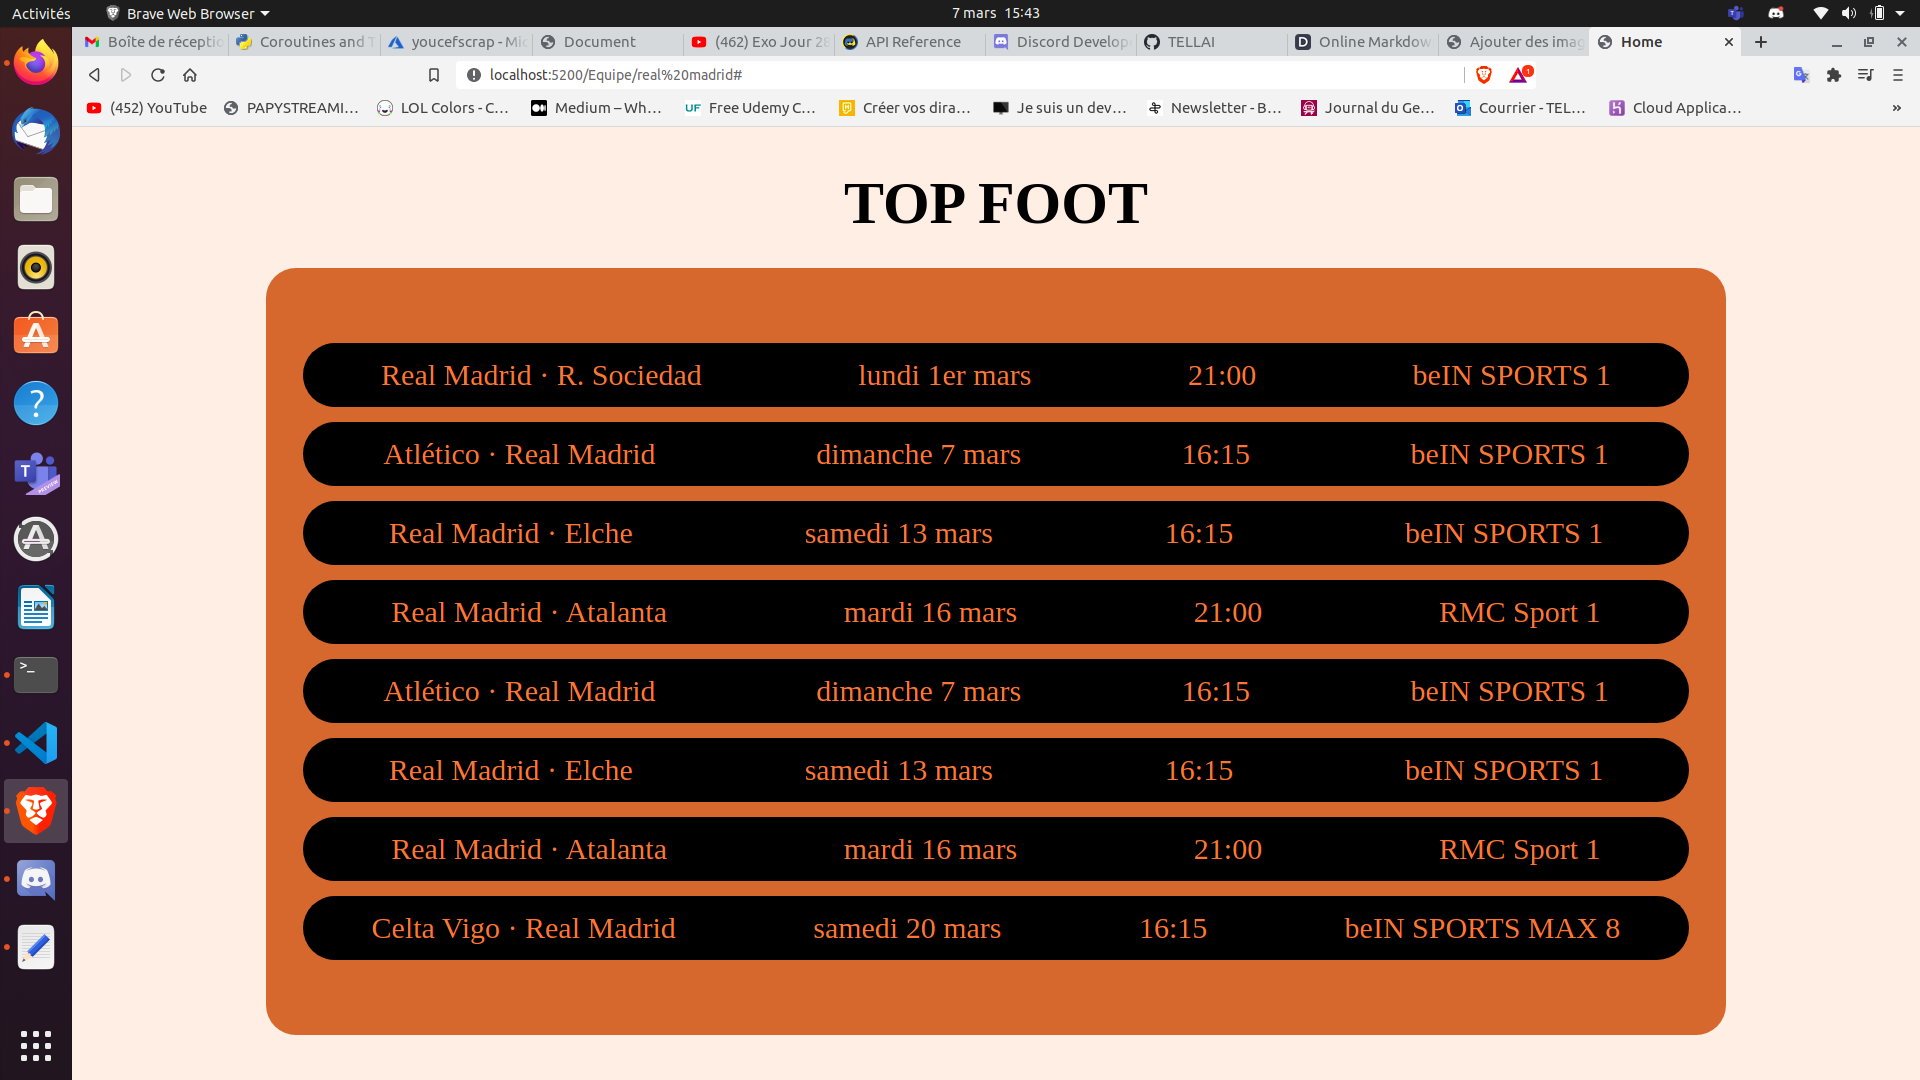 Activités Brave Web Browser 7 mars 15:43
Boîte de réceptic Coroutines and T youcefscrap - Mic Document (462) Exo Jour 28 API Reference Discord Develop TELLAI Online Markdow Ajouter des imag Home
localhost:5200/Equipe/real%20madrid# 1
(452) YouTube PAPYSTREAMI… LOL Colors - C… Medium – Wh… Free Udemy C… Créer vos dira… Je suis un dev… Newsletter - B… Journal du Ge… Courrier - TEL… Cloud Applica… »
TOP FOOT
Real Madrid · R. Sociedad lundi 1er mars 21:00 beIN SPORTS 1
Atlético · Real Madrid dimanche 7 mars 16:15 beIN SPORTS 1
Real Madrid · Elche samedi 13 mars 16:15 beIN SPORTS 1
Real Madrid · Atalanta mardi 16 mars 21:00 RMC Sport 1
Atlético · Real Madrid dimanche 7 mars 16:15 beIN SPORTS 1
Real Madrid · Elche samedi 13 mars 16:15 beIN SPORTS 1
Real Madrid · Atalanta mardi 16 mars 21:00 RMC Sport 1
Celta Vigo · Real Madrid samedi 20 mars 16:15 beIN SPORTS MAX 8